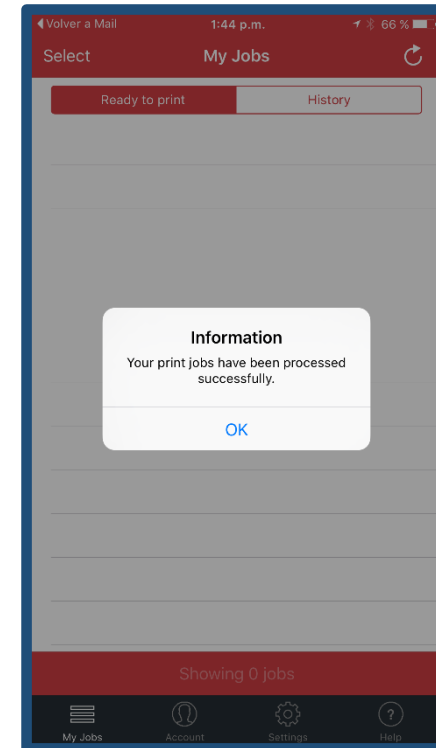 Volver a Mail 1:44 p.m. 66 %
Select My Jobs
Ready to print History
Information
Your print jobs have been processed
successfully.
OK
Showing 0 jobs
My Jobs Account Settings Help